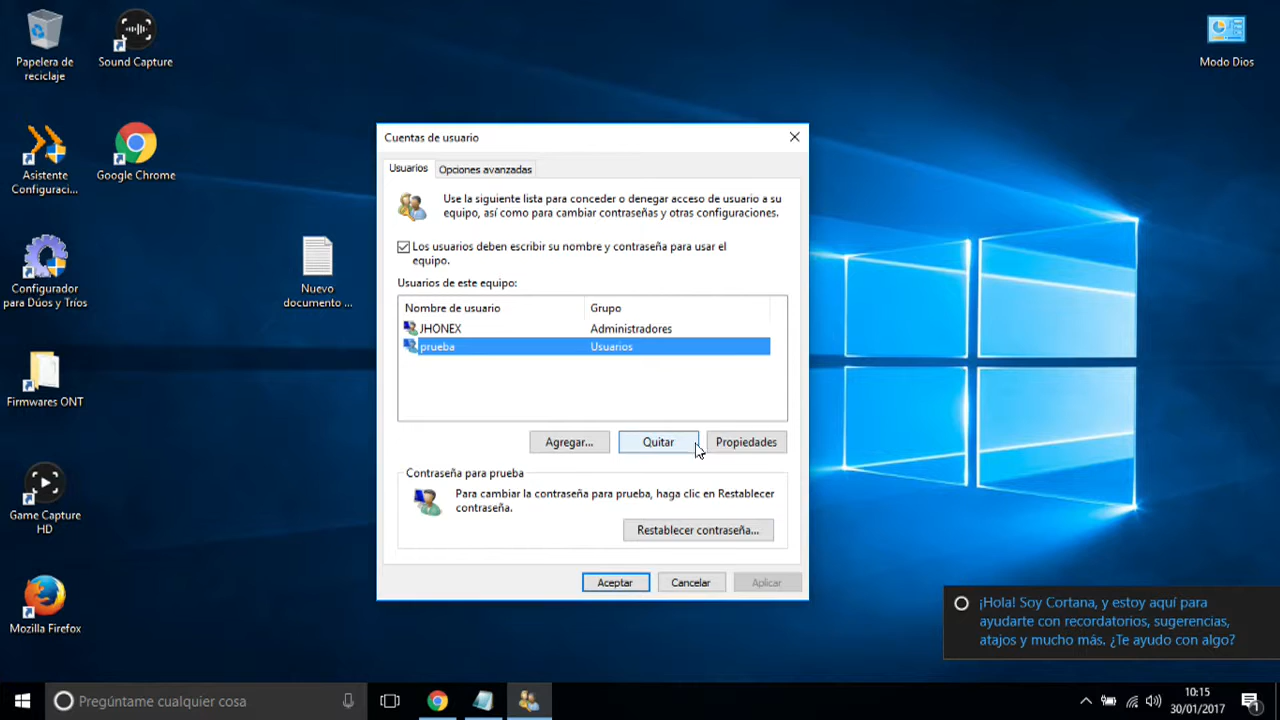 Papelera de
reciclaje
Sound Capture
Modo Dios
Asistente
Configuraci...
Google Chrome
Configurador
para Dúos y Tríos
Nuevo
documento ...
Firmwares ONT
Game Capture
HD
Mozilla Firefox
Cuentas de usuario
Usuarios
Opciones avanzadas
Use la siguiente lista para conceder o denegar acceso de usuario a su
equipo, así como para cambiar contraseñas y otras configuraciones.
Los usuarios deben escribir su nombre y contraseña para usar el
equipo.
Usuarios de este equipo:
Nombre de usuario Grupo
JHONEX Administradores
prueba Usuarios
Agregar... Quitar Propiedades
Contraseña para prueba
Para cambiar la contraseña para prueba, haga clic en Restablecer
contraseña.
Restablecer contraseña...
Aceptar Cancelar Aplicar
¡Hola! Soy Cortana, y estoy aquí para
ayudarte con recordatorios, sugerencias,
atajos y mucho más. ¿Te ayudo con algo?
Pregúntame cualquier cosa
10:15
30/01/2017
1